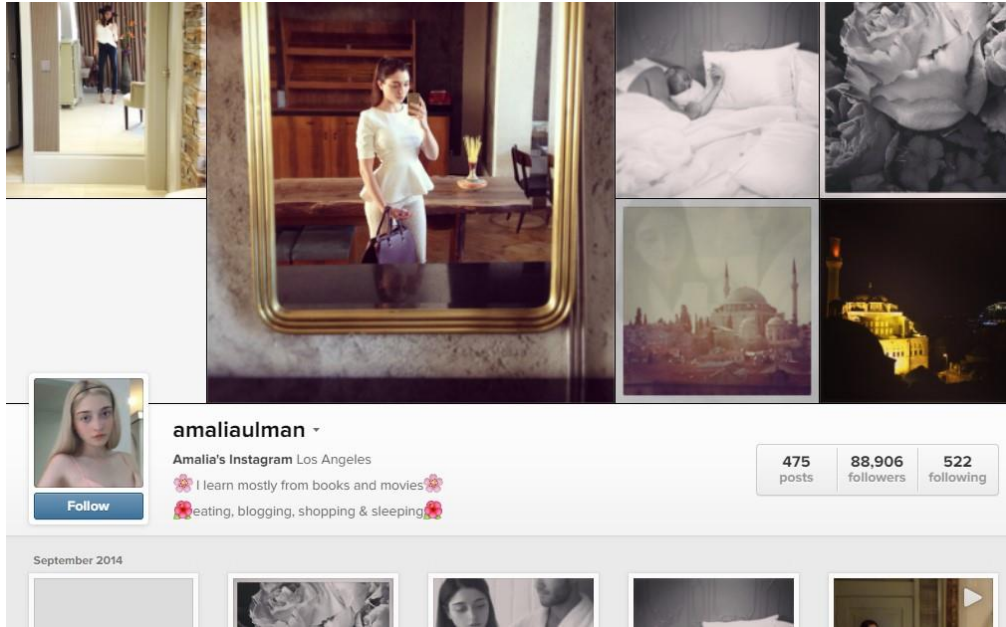 amaliaulman
Amalia's Instagram Los Angeles
🌸 I learn mostly from books and movies🌸
🌺eating, blogging, shopping & sleeping🌺
Follow
475 posts
88,906 followers
522 following
September 2014